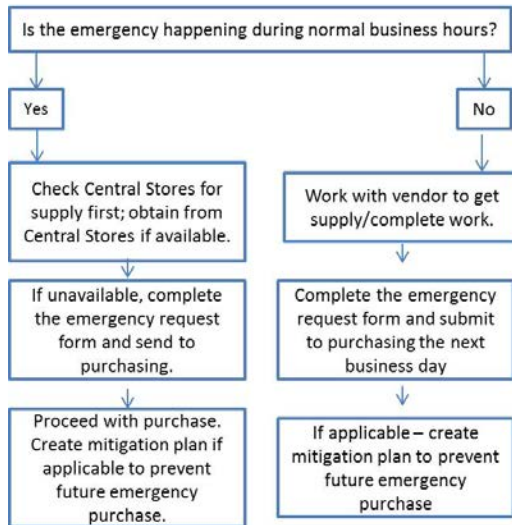 Is the emergency happening during normal business hours?
Yes
No
Check Central Stores for
supply first; obtain from
Central Stores if available.
Work with vendor to get
supply/complete work.
If unavailable, complete
the emergency request
form and send to
purchasing.
Complete the emergency
request form and submit
to purchasing the next
business day
Proceed with purchase.
Create mitigation plan if
applicable to prevent
future emergency
purchase.
If applicable – create
mitigation plan to prevent
future emergency
purchase